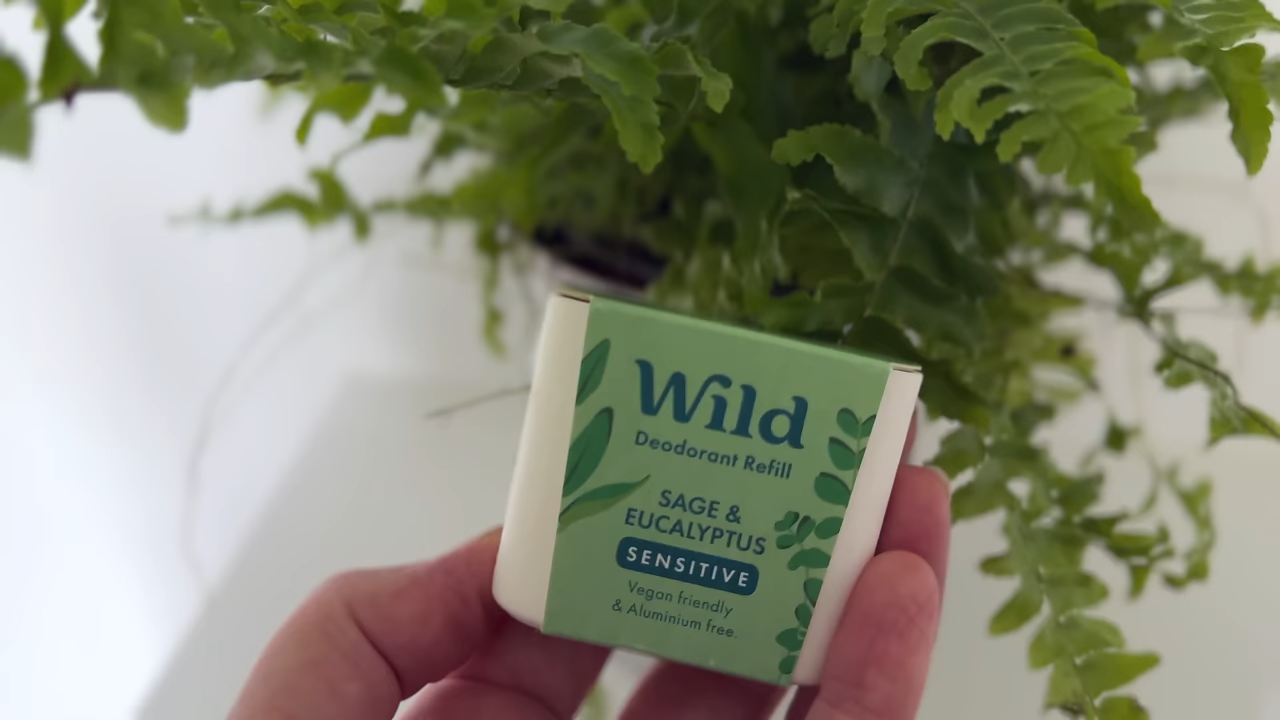 Wild
Deodorant Refill
SAGE &
EUCALYPTUS
SENSITIVE
Vegan friendly
& Aluminium free.